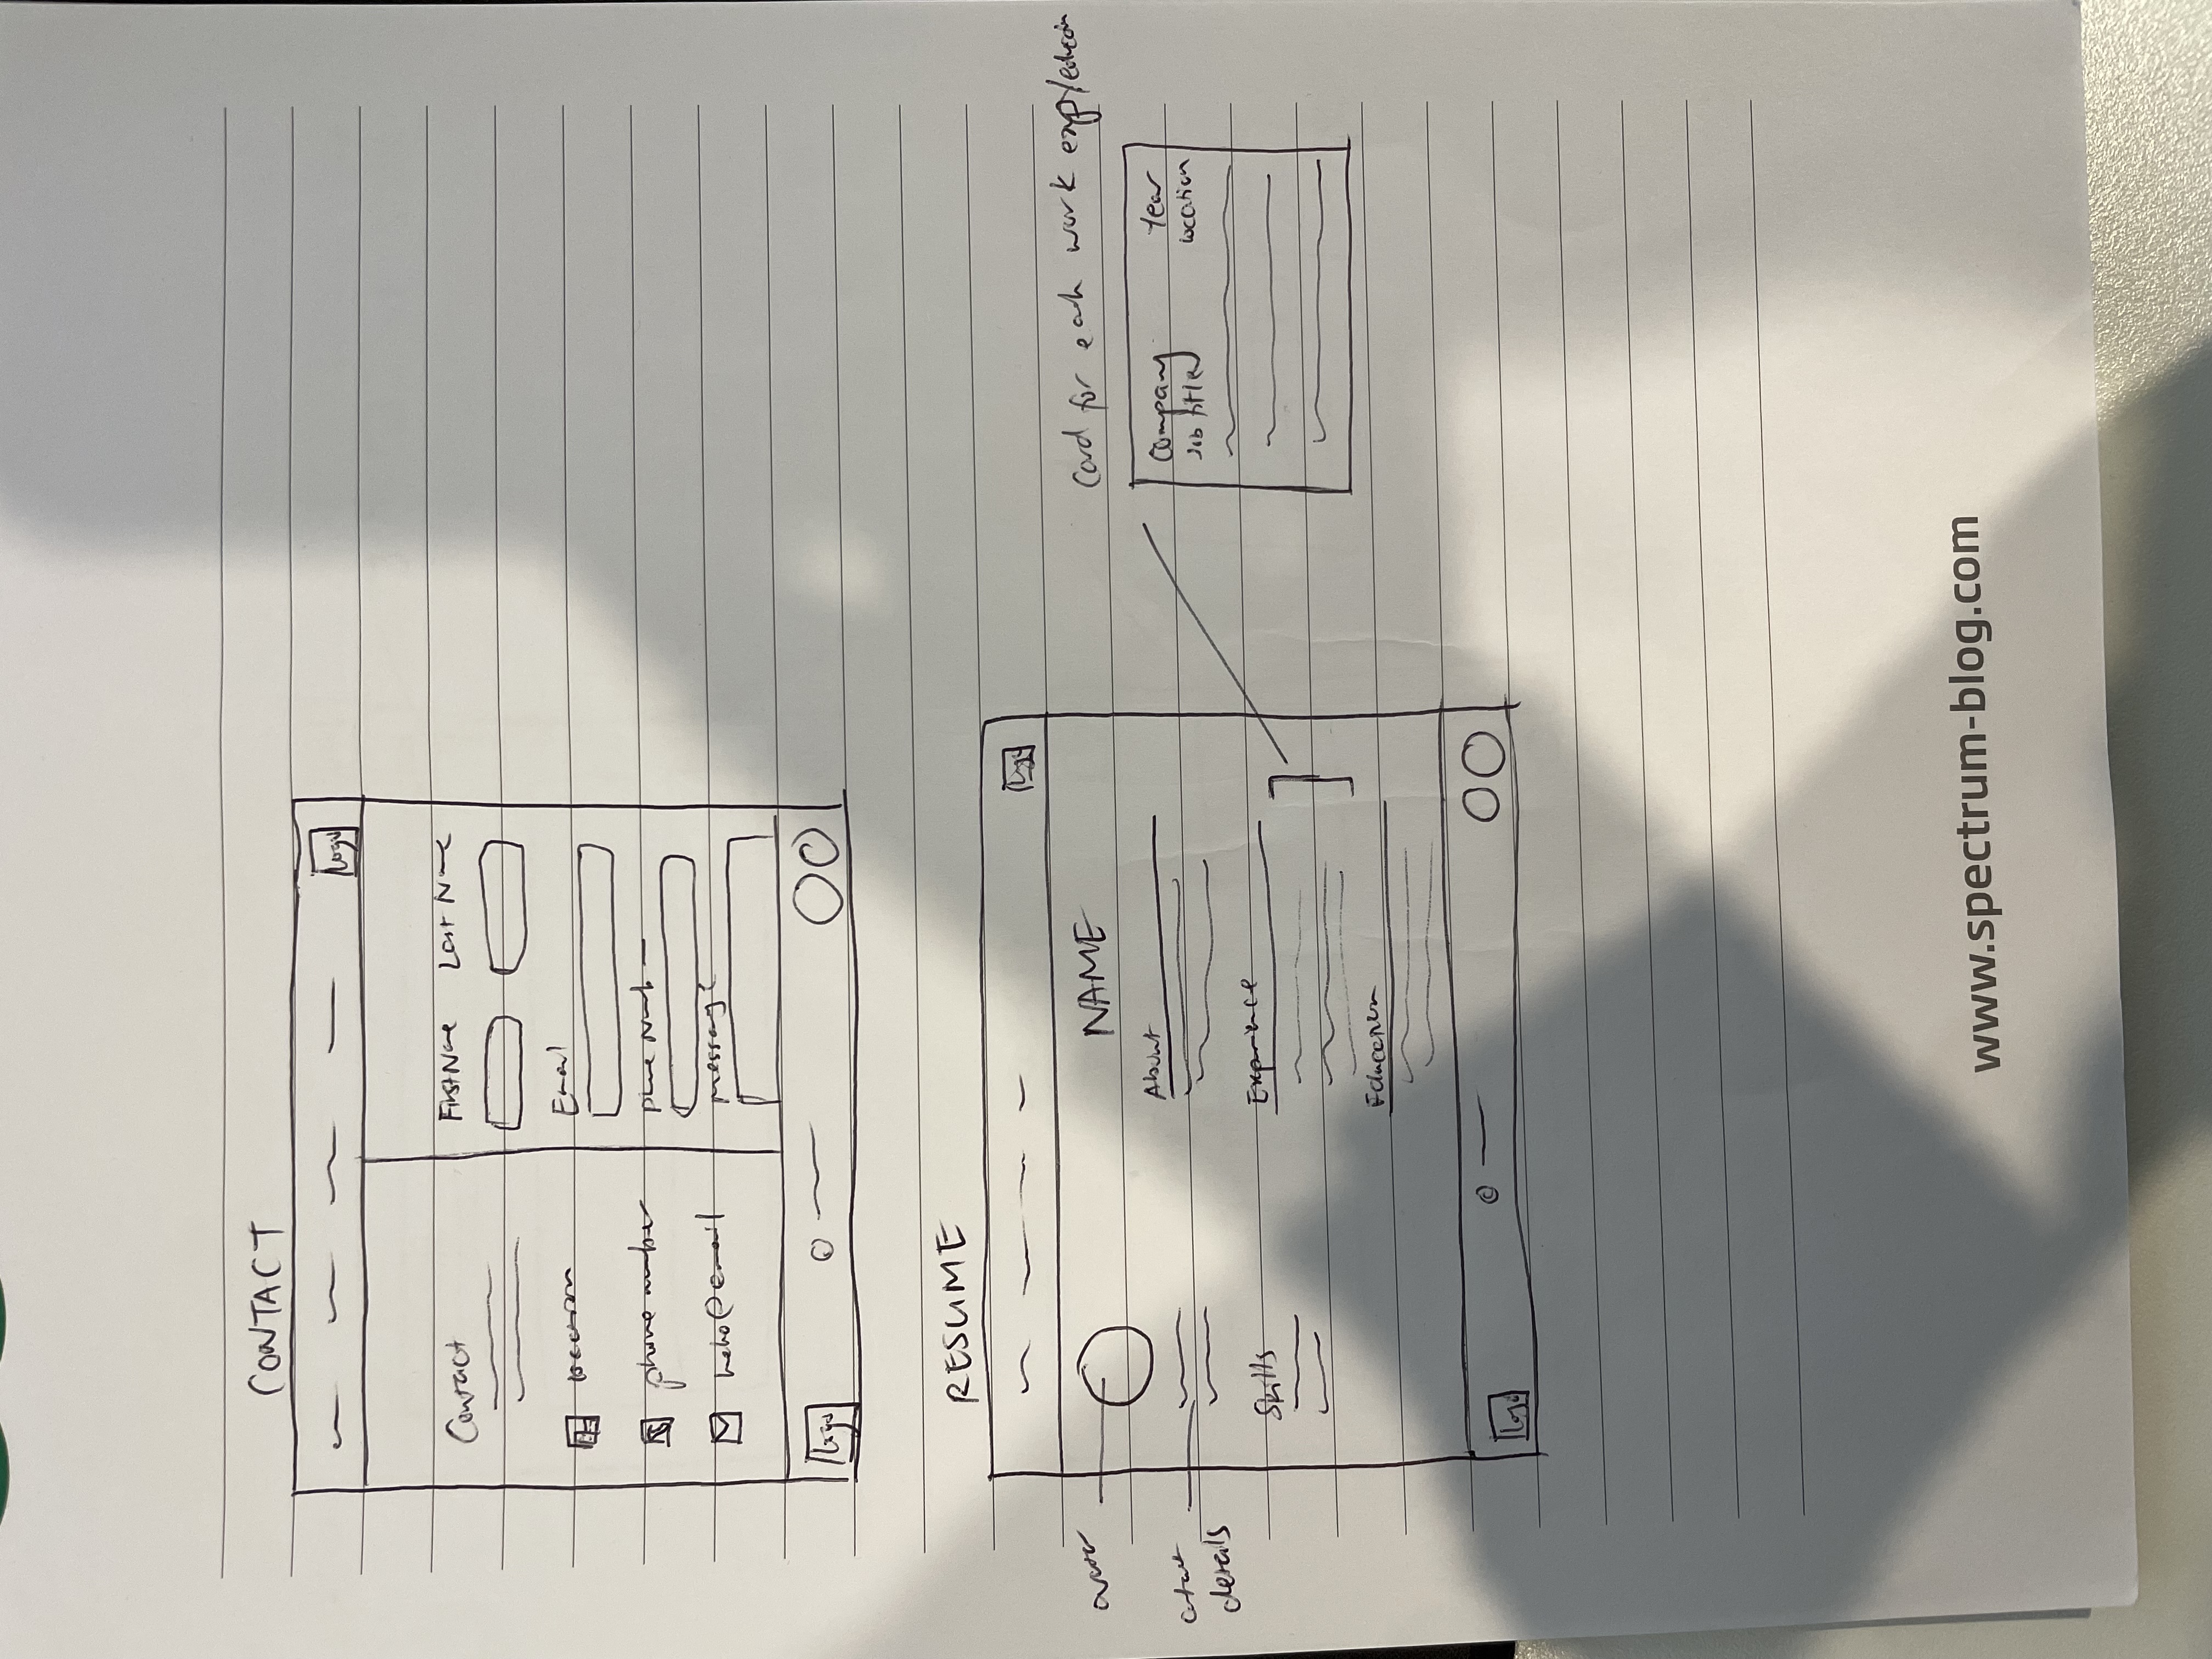 CONTACT
Logo
Contact
First Name Last Name
Email
location
phone number
Phone Numb
hello@email
message
Logo
©
RESUME
Logo
avatar
NAME
contact
details
About
Skills
Experience
Education
Logo
©
Card for each work exp/education
Company Year
Job title location
www.spectrum-blog.com